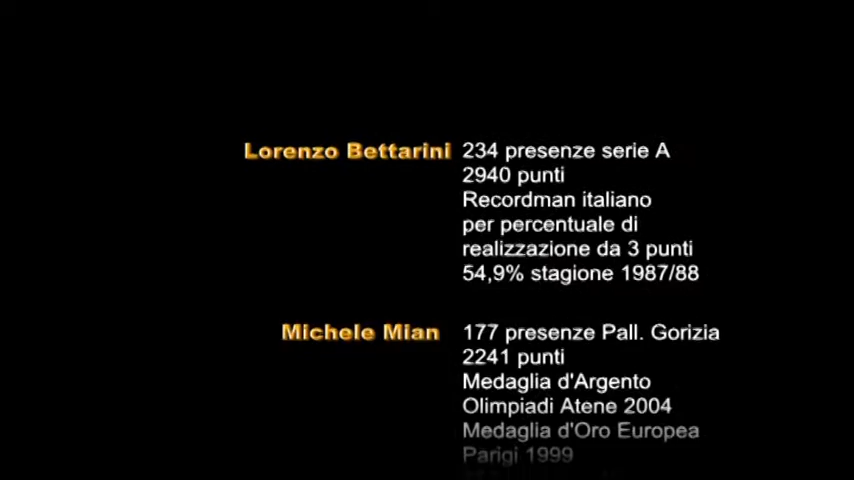 Lorenzo Bettarini 234 presenze serie A
2940 punti
Recordman italiano
per percentuale di
realizzazione da 3 punti
54,9% stagione 1987/88
Michele Mian 177 presenze Pall. Gorizia
2241 punti
Medaglia d'Argento
Olimpiadi Atene 2004
Medaglia d'Oro Europea
Parigi 1999